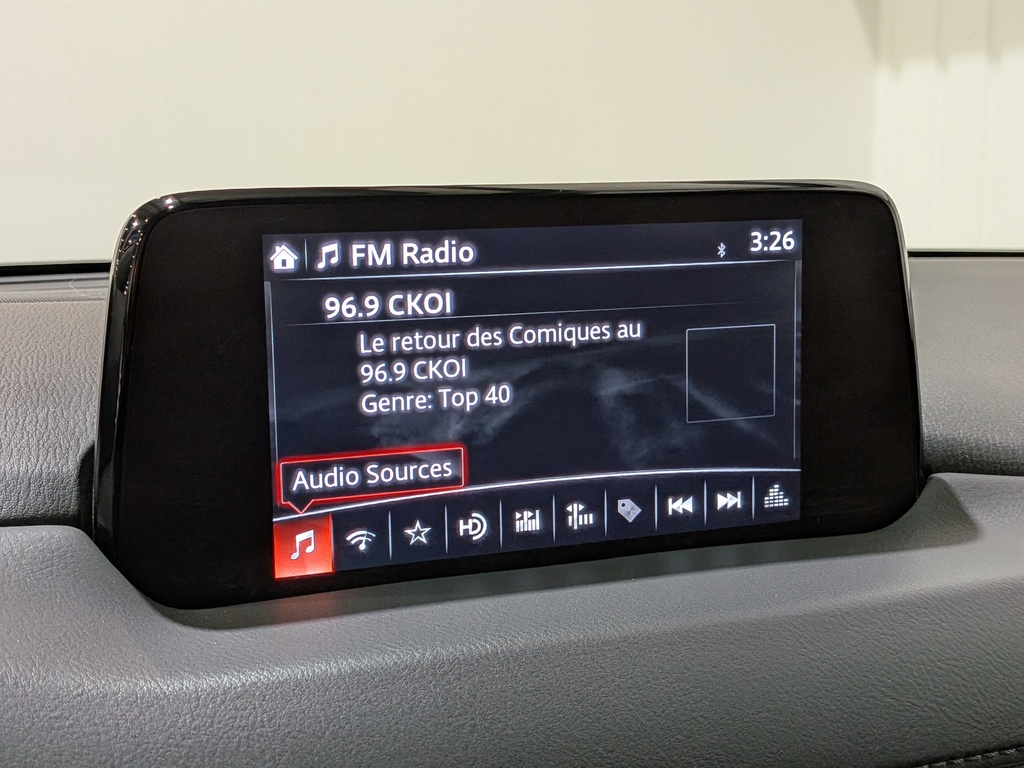 FM Radio
3:26
96.9 CKOI
Le retour des Comiques au
96.9 CKOI
Genre: Top 40
Audio Sources
HD